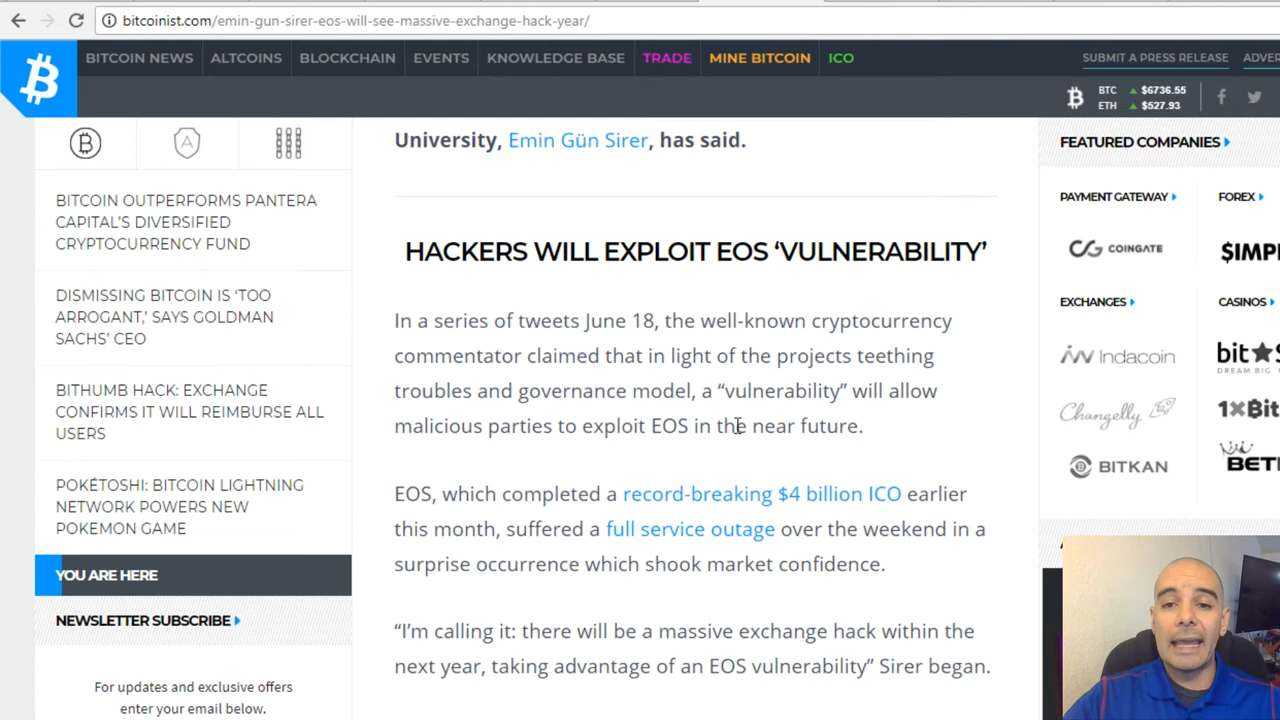 bitcoinist.com/emin-gun-sirer-eos-will-see-massive-exchange-hack-year/
BITCOIN NEWS ALTCOINS BLOCKCHAIN EVENTS KNOWLEDGE BASE TRADE MINE BITCOIN ICO SUBMIT A PRESS RELEASE
BTC $6736.55
ETH $527.93
BITCOIN OUTPERFORMS PANTERA
CAPITAL’S DIVERSIFIED
CRYPTOCURRENCY FUND
DISMISSING BITCOIN IS ‘TOO
ARROGANT,’ SAYS GOLDMAN
SACHS’ CEO
BITHUMB HACK: EXCHANGE
CONFIRMS IT WILL REIMBURSE ALL
USERS
POKÉTOSHI: BITCOIN LIGHTNING
NETWORK POWERS NEW
POKEMON GAME
YOU ARE HERE
NEWSLETTER SUBSCRIBE
For updates and exclusive offers
enter your email below.
University, Emin Gün Sirer, has said.
HACKERS WILL EXPLOIT EOS ‘VULNERABILITY’
In a series of tweets June 18, the well-known cryptocurrency
commentator claimed that in light of the projects teething
troubles and governance model, a “vulnerability” will allow
malicious parties to exploit EOS in the near future.
EOS, which completed a record-breaking $4 billion ICO earlier
this month, suffered a full service outage over the weekend in a
surprise occurrence which shook market confidence.
“I’m calling it: there will be a massive exchange hack within the
next year, taking advantage of an EOS vulnerability” Sirer began.
FEATURED COMPANIES
PAYMENT GATEWAY FOREX
COINGATE
EXCHANGES CASINOS
Indacoin
DREAM BIG
Changelly
BITKAN